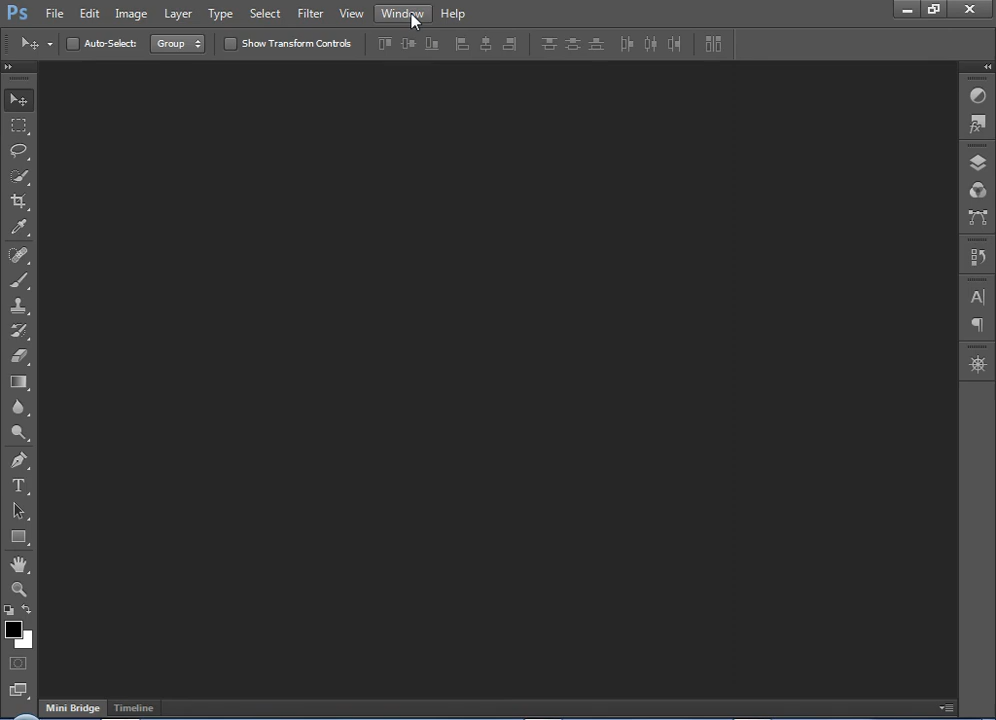 Ps File Edit Image Layer Type Select Filter View Window Help
Auto-Select: Group Show Transform Controls
Mini Bridge Timeline